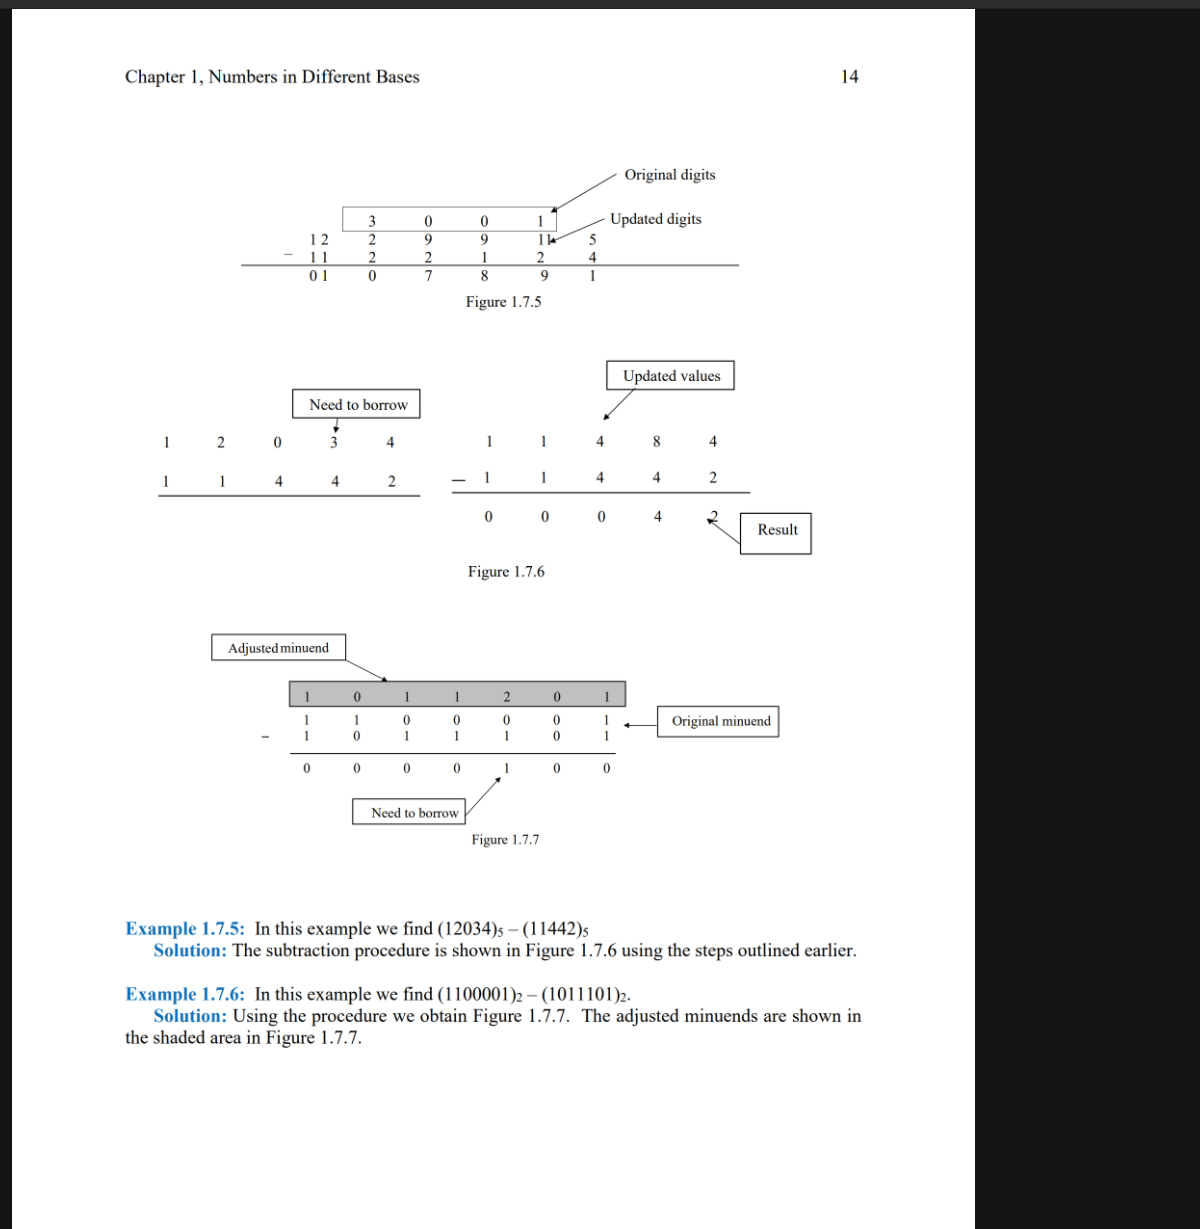 Chapter 1, Numbers in Different Bases 14
Original digits
3 0 0 1 Updated digits
1 2 2 9 9 11 5
– 1 1 2 2 1 2 4
0 1 0 7 8 9 1
Figure 1.7.5
Updated values
Need to borrow
1 2 0 3 4 1 1 4 8 4
1 1 4 4 2 – 1 1 4 4 2
0 0 0 4 2
Result
Figure 1.7.6
Adjusted minuend
1 0 1 1 2 0 1
1 1 0 0 0 0 1 Original minuend
– 1 0 1 1 1 0 1
0 0 0 0 1 0 0
Need to borrow
Figure 1.7.7
Example 1.7.5: In this example we find (12034)5 – (11442)5
Solution: The subtraction procedure is shown in Figure 1.7.6 using the steps outlined earlier.
Example 1.7.6: In this example we find (1100001)2 – (1011101)2.
Solution: Using the procedure we obtain Figure 1.7.7. The adjusted minuends are shown in
the shaded area in Figure 1.7.7.